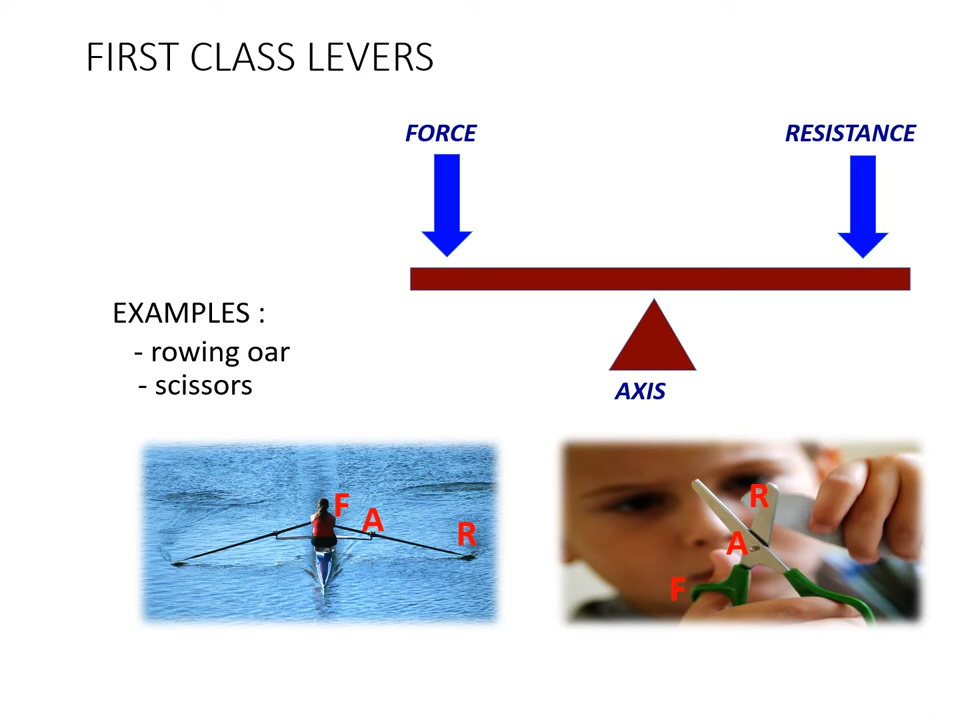 FIRST CLASS LEVERS
FORCE
RESISTANCE
AXIS
EXAMPLES :
- rowing oar
- scissors
F
A
R
R
A
F